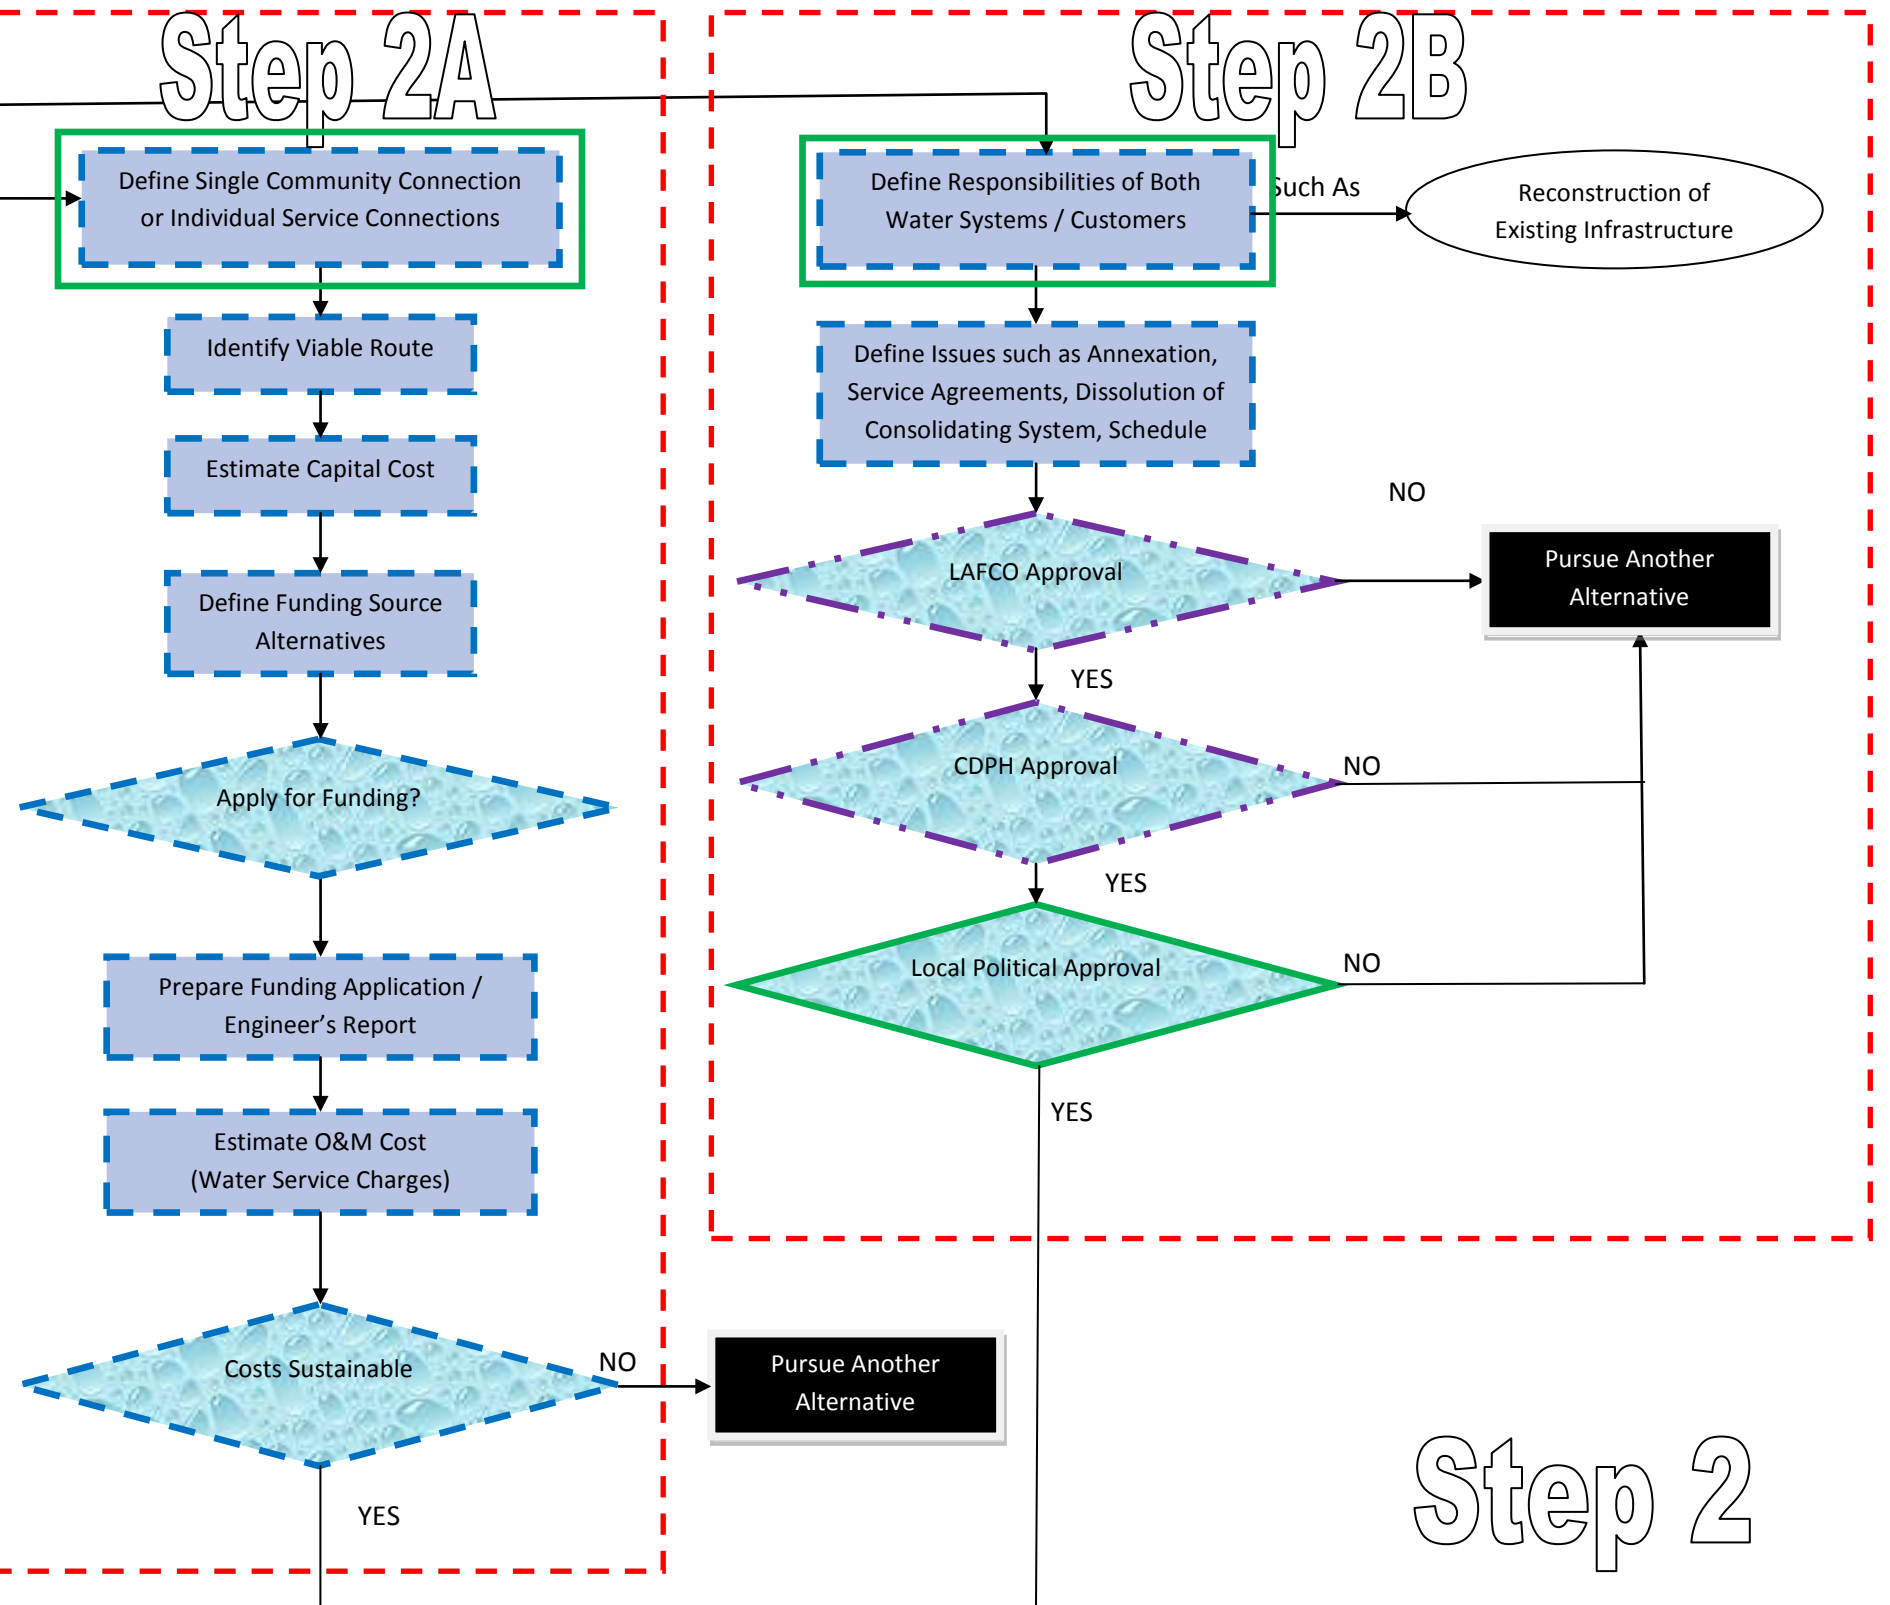 Step 2A
Define Single Community Connection
or Individual Service Connections
Identify Viable Route
Estimate Capital Cost
Define Funding Source
Alternatives
Apply for Funding?
Prepare Funding Application /
Engineer’s Report
Estimate O&M Cost
(Water Service Charges)
Costs Sustainable
NO
Pursue Another
Alternative
YES
Step 2B
Define Responsibilities of Both
Water Systems / Customers
Such As
Reconstruction of
Existing Infrastructure
Define Issues such as Annexation,
Service Agreements, Dissolution of
Consolidating System, Schedule
NO
LAFCO Approval
Pursue Another
Alternative
YES
CDPH Approval
NO
YES
Local Political Approval
NO
YES
Step 2